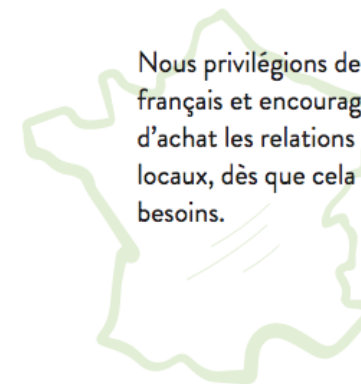 Nous privilégions de
français et encourag
d'achat les relations
locaux, dès que cela
besoins.